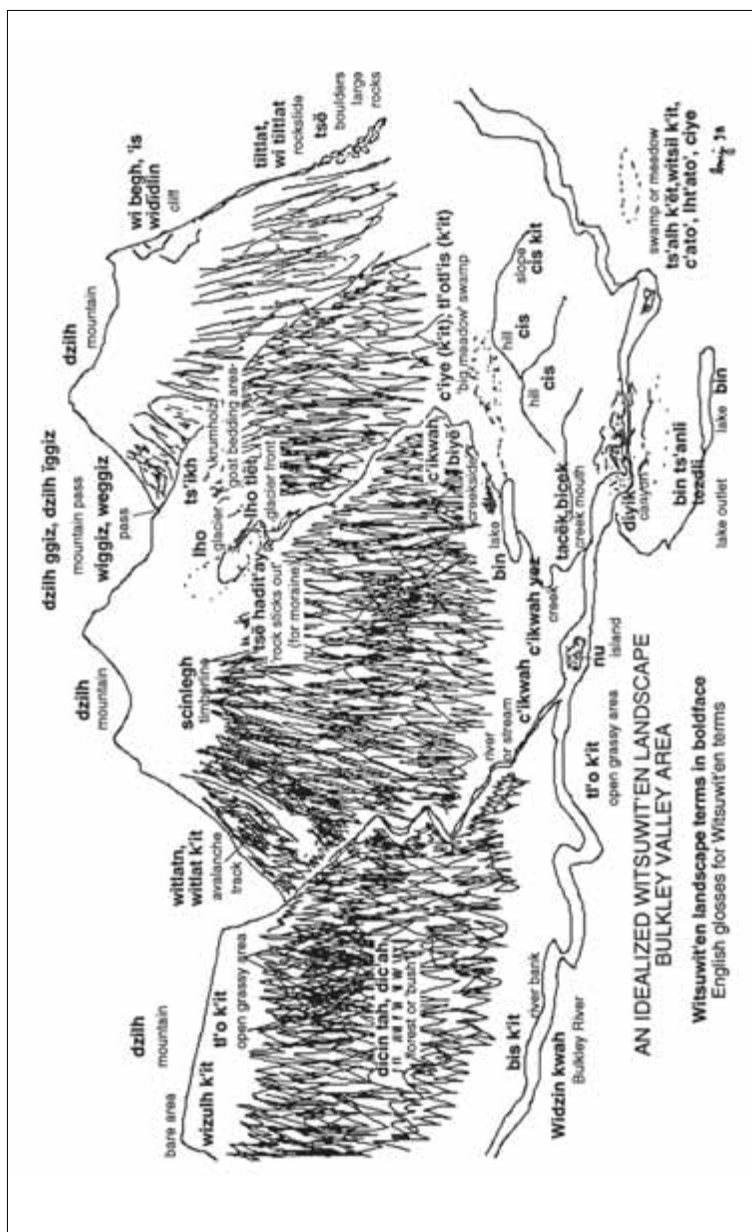 dzilh
mountain
bare area
wizulh k'it
tl'o k'it
open grassy area
witlatn,
witlat k'it
avalanche
track
dzilh
mountain
dzilh ggiz, dzilh ïggiz
mountain pass
wiggiz, weggiz
pass
dzilh
mountain
wi begh, 'is
wididlin
cliff
tiltlat,
wi tiltlat
rockslide
tsë
boulders
large
rocks
scinlegh
timberline
ts'ikh
krumholz
goat bedding area
lho
glacier
glacier front
tsë hadit'ay
'rock sticks out'
(for moraine)
dicin tah, dic'ah
forest or 'bush'
c'ikwah
biyë
creekside
c'iye (k'it), tl'otl'is (k'it)
'big meadow' swamp
bin
lake
hill
cis
hill
cis
slope
cis kit
river
or stream
c'ikwah
c'ikwah yez
creek
tacëk, bicek
creek mouth
diyik
canyon
nu
island
tl'o k'it
open grassy area
bis k'it
river bank
Widzin kwah
Bulkley River
bin ts'anli
tezdli
lake outlet
lake
bin
swamp or meadow
ts'alh k'ët, witsil k'it,
c'ato', lht'ato', ciye
AN IDEALIZED WITSUWIT'EN LANDSCAPE
BULKLEY VALLEY AREA
Witsuwit'en landscape terms in boldface
English glosses for Witsuwit'en terms